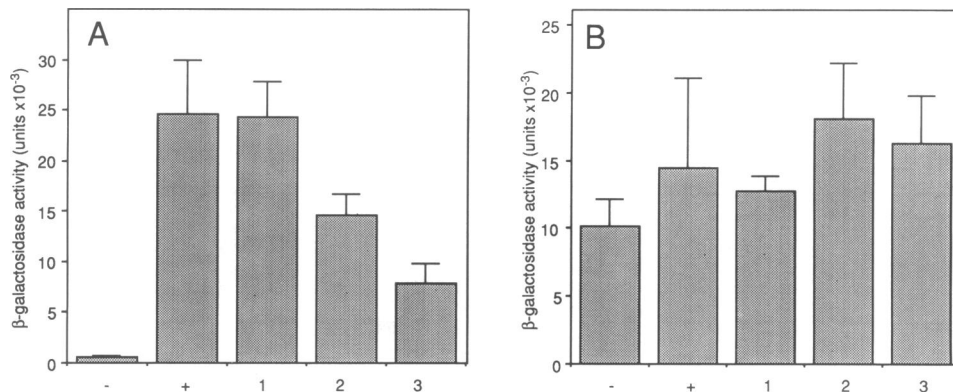 A
β-galactosidase activity (units x10-3)
30
25
20
15
10
5
0
- + 1 2 3
B
β-galactosidase activity (units x10-3)
25
20
15
10
5
0
- + 1 2 3